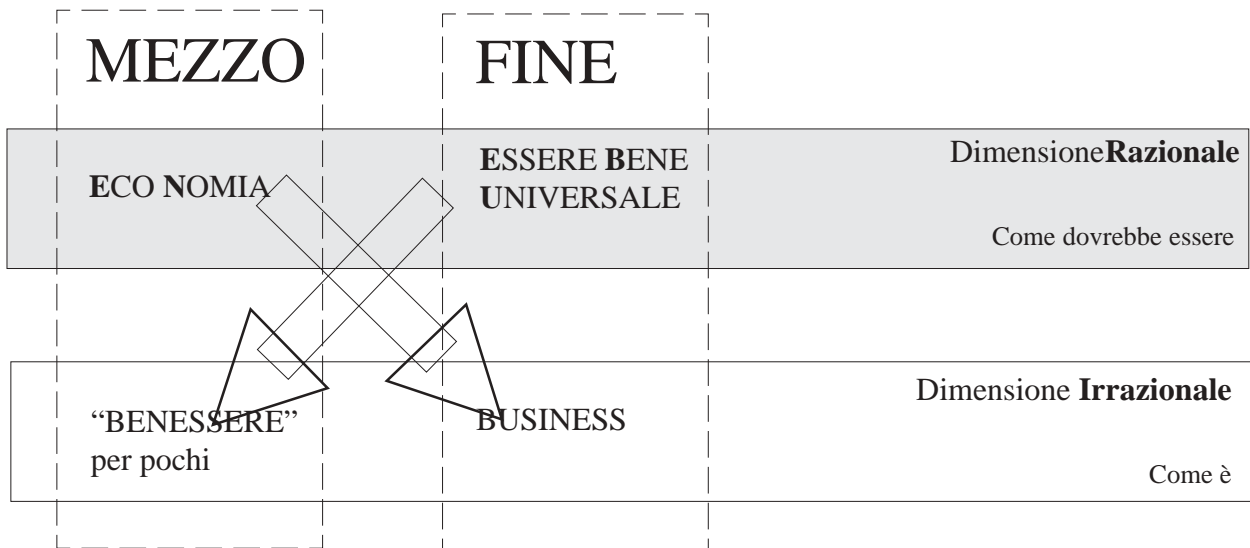 MEZZO
FINE
ECO NOMIA
ESSERE BENE
UNIVERSALE
DimensioneRazionale
Come dovrebbe essere
“BENESSERE”
per pochi
BUSINESS
Dimensione Irrazionale
Come è